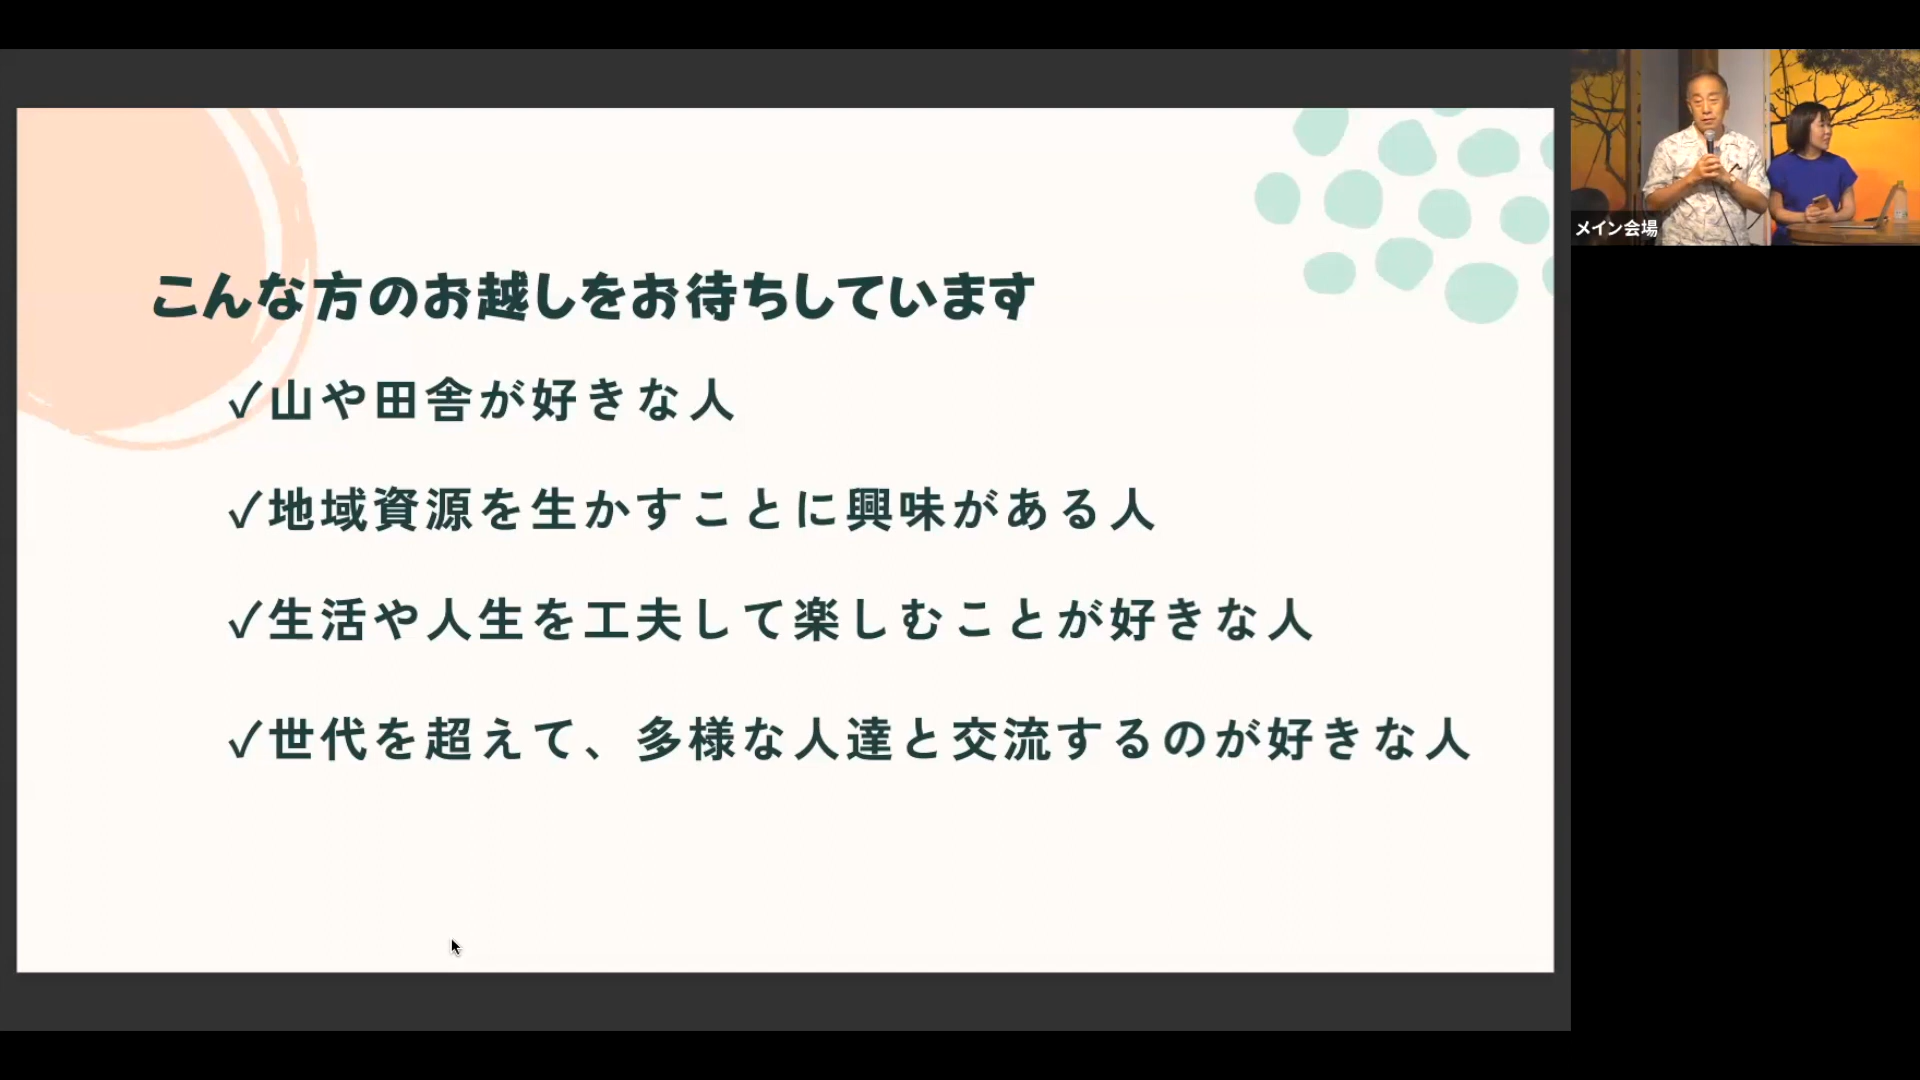 こんな方のお越しをお待ちしています
✓山や田舎が好きな人
✓地域資源を生かすことに興味がある人
✓生活や人生を工夫して楽しむことが好きな人
✓世代を超えて、多様な人達と交流するのが好きな人
メイン会場